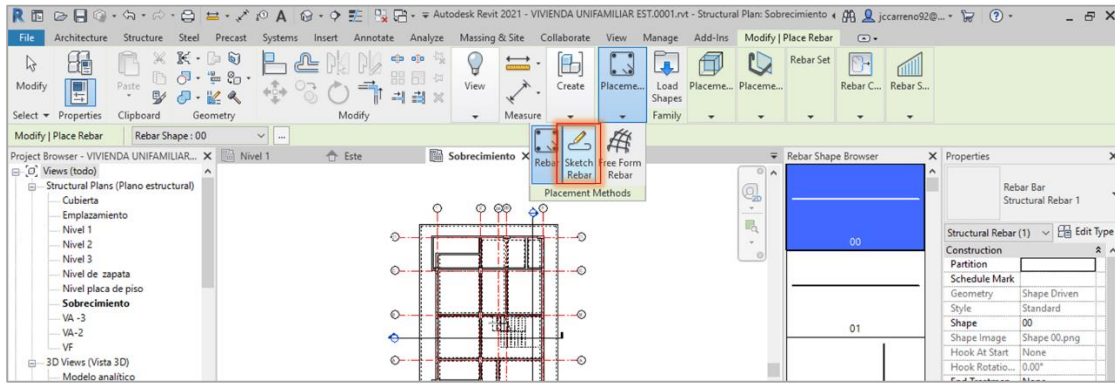 Autodesk Revit 2021 - VIVIENDA UNIFAMILIAR EST.0001.rvt - Structural Plan: Sobrecimiento
jccarreno92@...
File Architecture Structure Steel Precast Systems Insert Annotate Analyze Massing & Site Collaborate View Manage Add-Ins Modify | Place Rebar
Modify
Paste
View
Create
Placeme...
Load Shapes
Placeme...
Placeme...
Rebar Set
Rebar C...
Rebar S...
Select Properties Clipboard Geometry Modify Measure Family
Modify | Place Rebar Rebar Shape : 00
Rebar
Sketch Rebar
Free Form Rebar
Placement Methods
Project Browser - VIVIENDA UNIFAMILIAR...
Nivel 1 Este Sobrecimiento
Rebar Shape Browser
Properties
Views (todo)
Structural Plans (Plano estructural)
Cubierta
Emplazamiento
Nivel 1
Nivel 2
Nivel 3
Nivel de zapata
Nivel placa de piso
Sobrecimiento
VA -3
VA-2
VF
3D Views (Vista 3D)
Modelo analítico
00
01
Rebar Bar
Structural Rebar 1
Structural Rebar (1) Edit Type
Construction
Partition
Schedule Mark
Geometry Shape Driven
Style Standard
Shape 00
Shape Image Shape 00.png
Hook At Start None
Hook Rotatio... 0.00°
End Treatmen... None